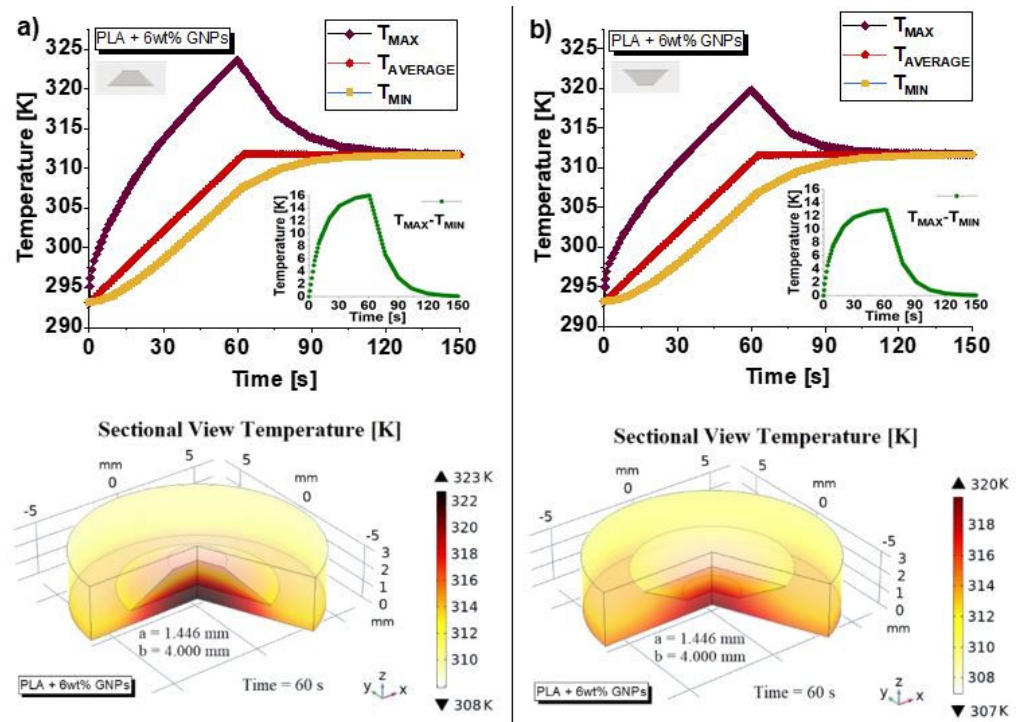 a)
PLA + 6wt% GNPs
T_MAX
T_AVERAGE
T_MIN
Temperature [K]
325
320
315
310
305
300
295
290
0 30 60 90 120 150
Time [s]
Temperature [K]
16
14
12
10
8
6
4
2
0
T_MAX-T_MIN
0 30 60 90 120 150
Time [s]
Sectional View Temperature [K]
mm
5
0
-5
5
mm
0
-5
3
2
1
0
mm
a = 1.446 mm
b = 4.000 mm
PLA + 6wt% GNPs
Time = 60 s
y z x
323 K
322
320
318
316
314
312
310
308 K
b)
PLA + 6wt% GNPs
T_MAX
T_AVERAGE
T_MIN
Temperature [K]
325
320
315
310
305
300
295
290
0 30 60 90 120 150
Time [s]
Temperature [K]
16
14
12
10
8
6
4
2
0
T_MAX-T_MIN
0 30 60 90 120 150
Time [s]
Sectional View Temperature [K]
mm
5
0
-5
5
mm
0
-5
3
2
1
0
mm
a = 1.446 mm
b = 4.000 mm
PLA + 6wt% GNPs
Time = 60 s
y z x
320K
318
316
314
312
310
308
307K